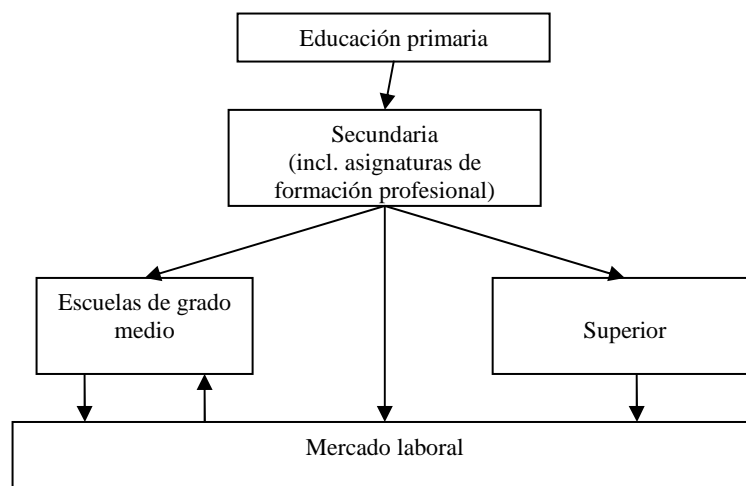 Educación primaria
Secundaria
(incl. asignaturas de
formación profesional)
Escuelas de grado
medio
Superior
Mercado laboral